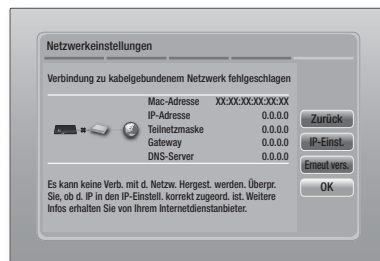 Netzwerkeinstellungen
Verbindung zu kabelgebundenem Netzwerk fehlgeschlagen
Mac-Adresse XX:XX:XX:XX:XX:XX
IP-Adresse 0.0.0.0
Teilnetzmaske 0.0.0.0
Gateway 0.0.0.0
DNS-Server 0.0.0.0
Es kann keine Verb. mit d. Netzw. Hergest. werden. Überpr.
Sie, ob d. IP in den IP-Einstell. korrekt zugeord. ist. Weitere
Infos erhalten Sie von Ihrem Internetdienstanbieter.
Zurück
IP-Einst.
Erneut vers.
OK